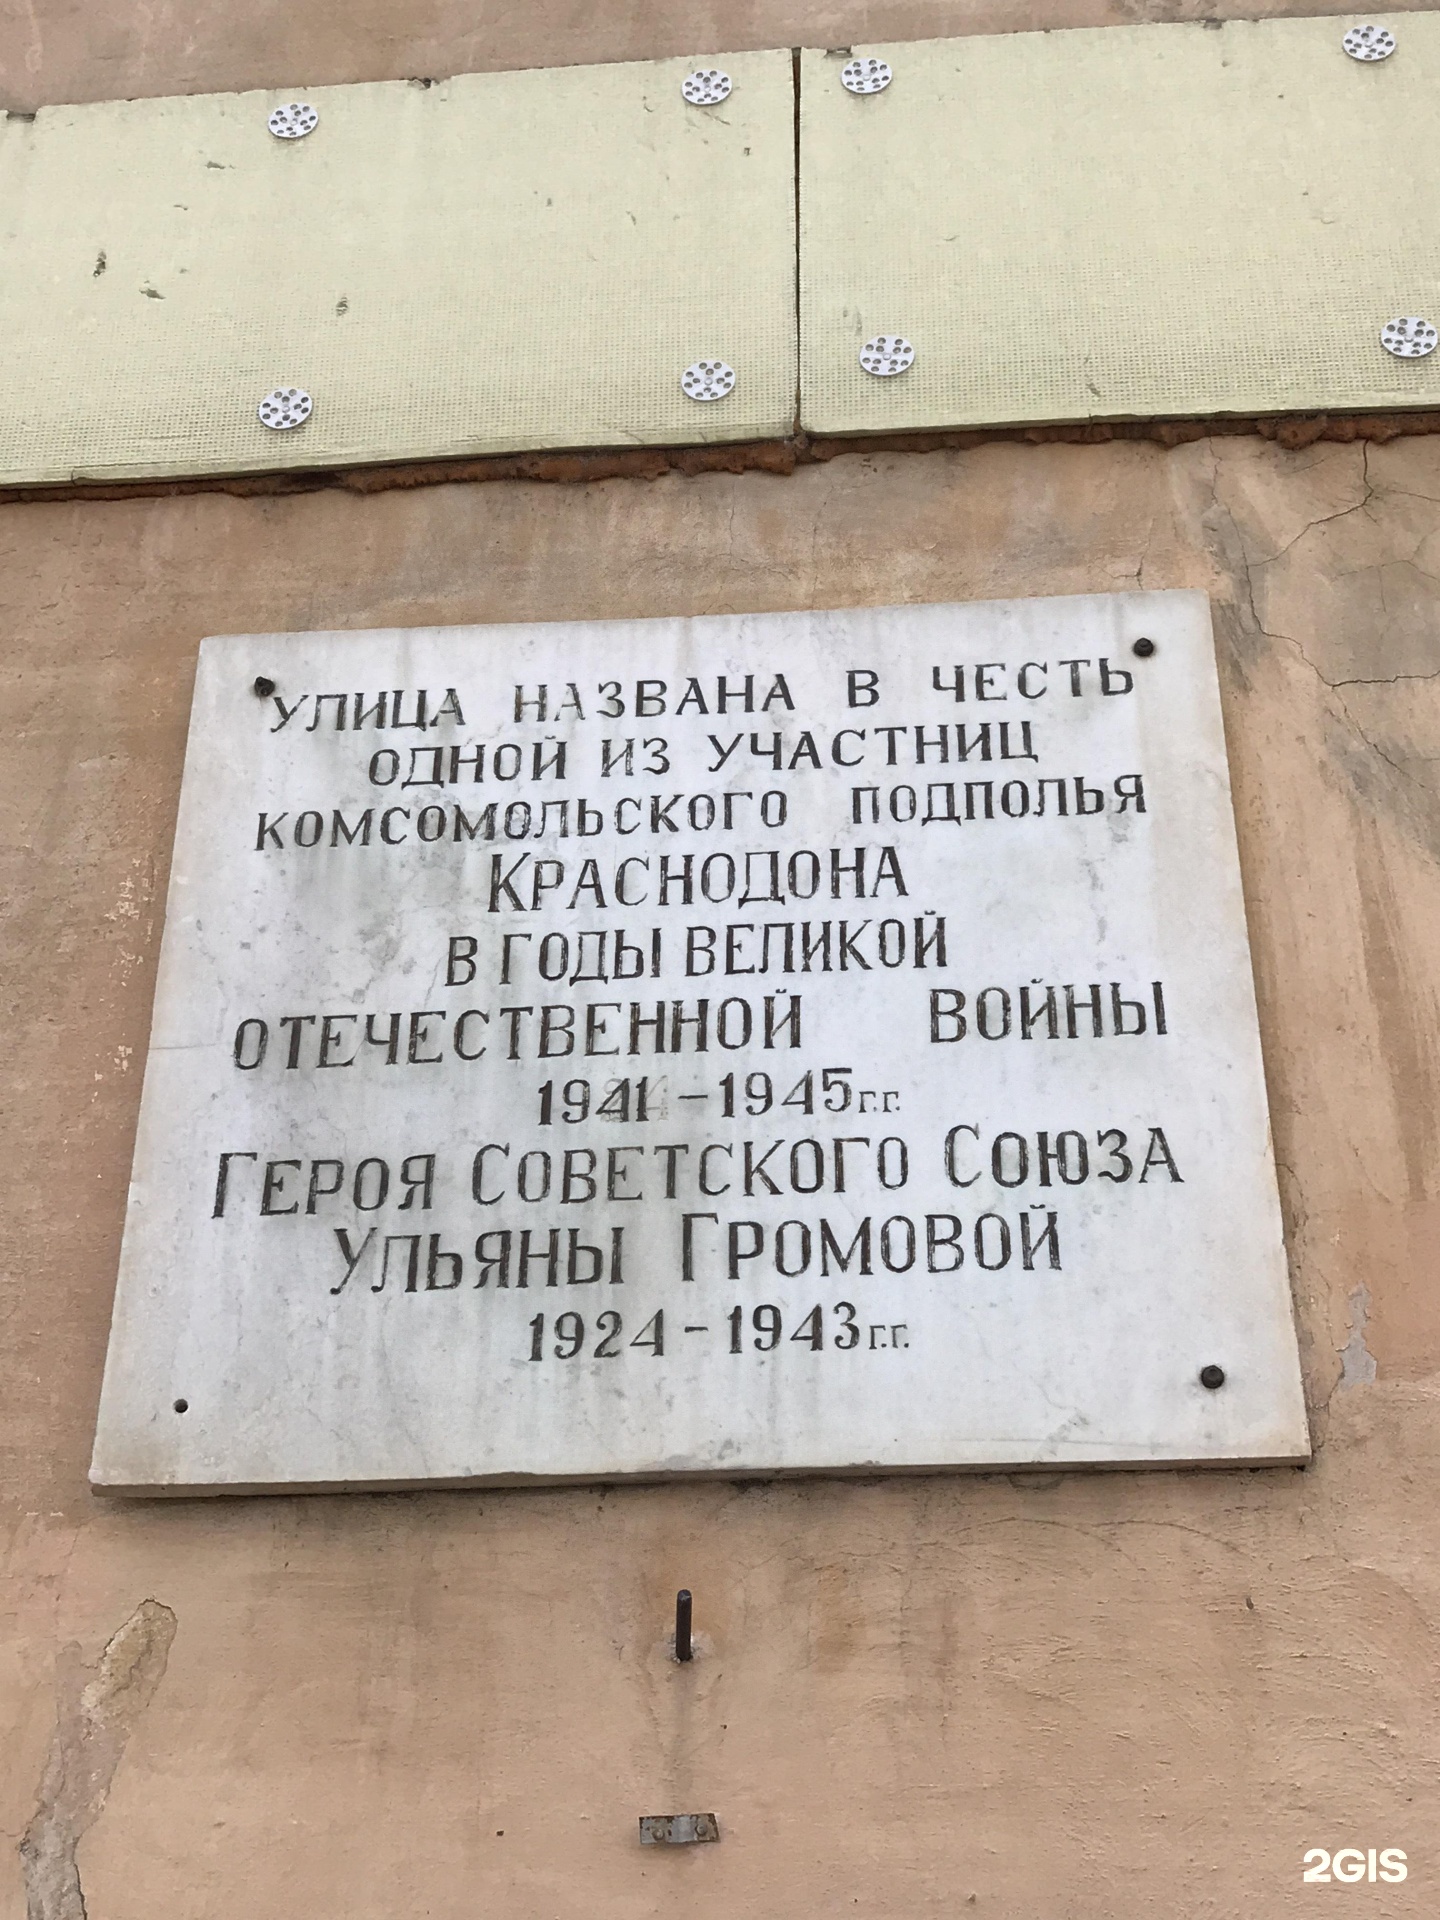 УЛИЦА НАЗВАНА В ЧЕСТЬ
ОДНОЙ ИЗ УЧАСТНИЦ
КОМСОМОЛЬСКОГО ПОДПОЛЬЯ
КРАСНОДОНА
В ГОДЫ ВЕЛИКОЙ
ОТЕЧЕСТВЕННОЙ ВОЙНЫ
1941-1945г.г.
ГЕРОЯ СОВЕТСКОГО СОЮЗА
УЛЬЯНЫ ГРОМОВОЙ
1924-1943г.г.
2GIS